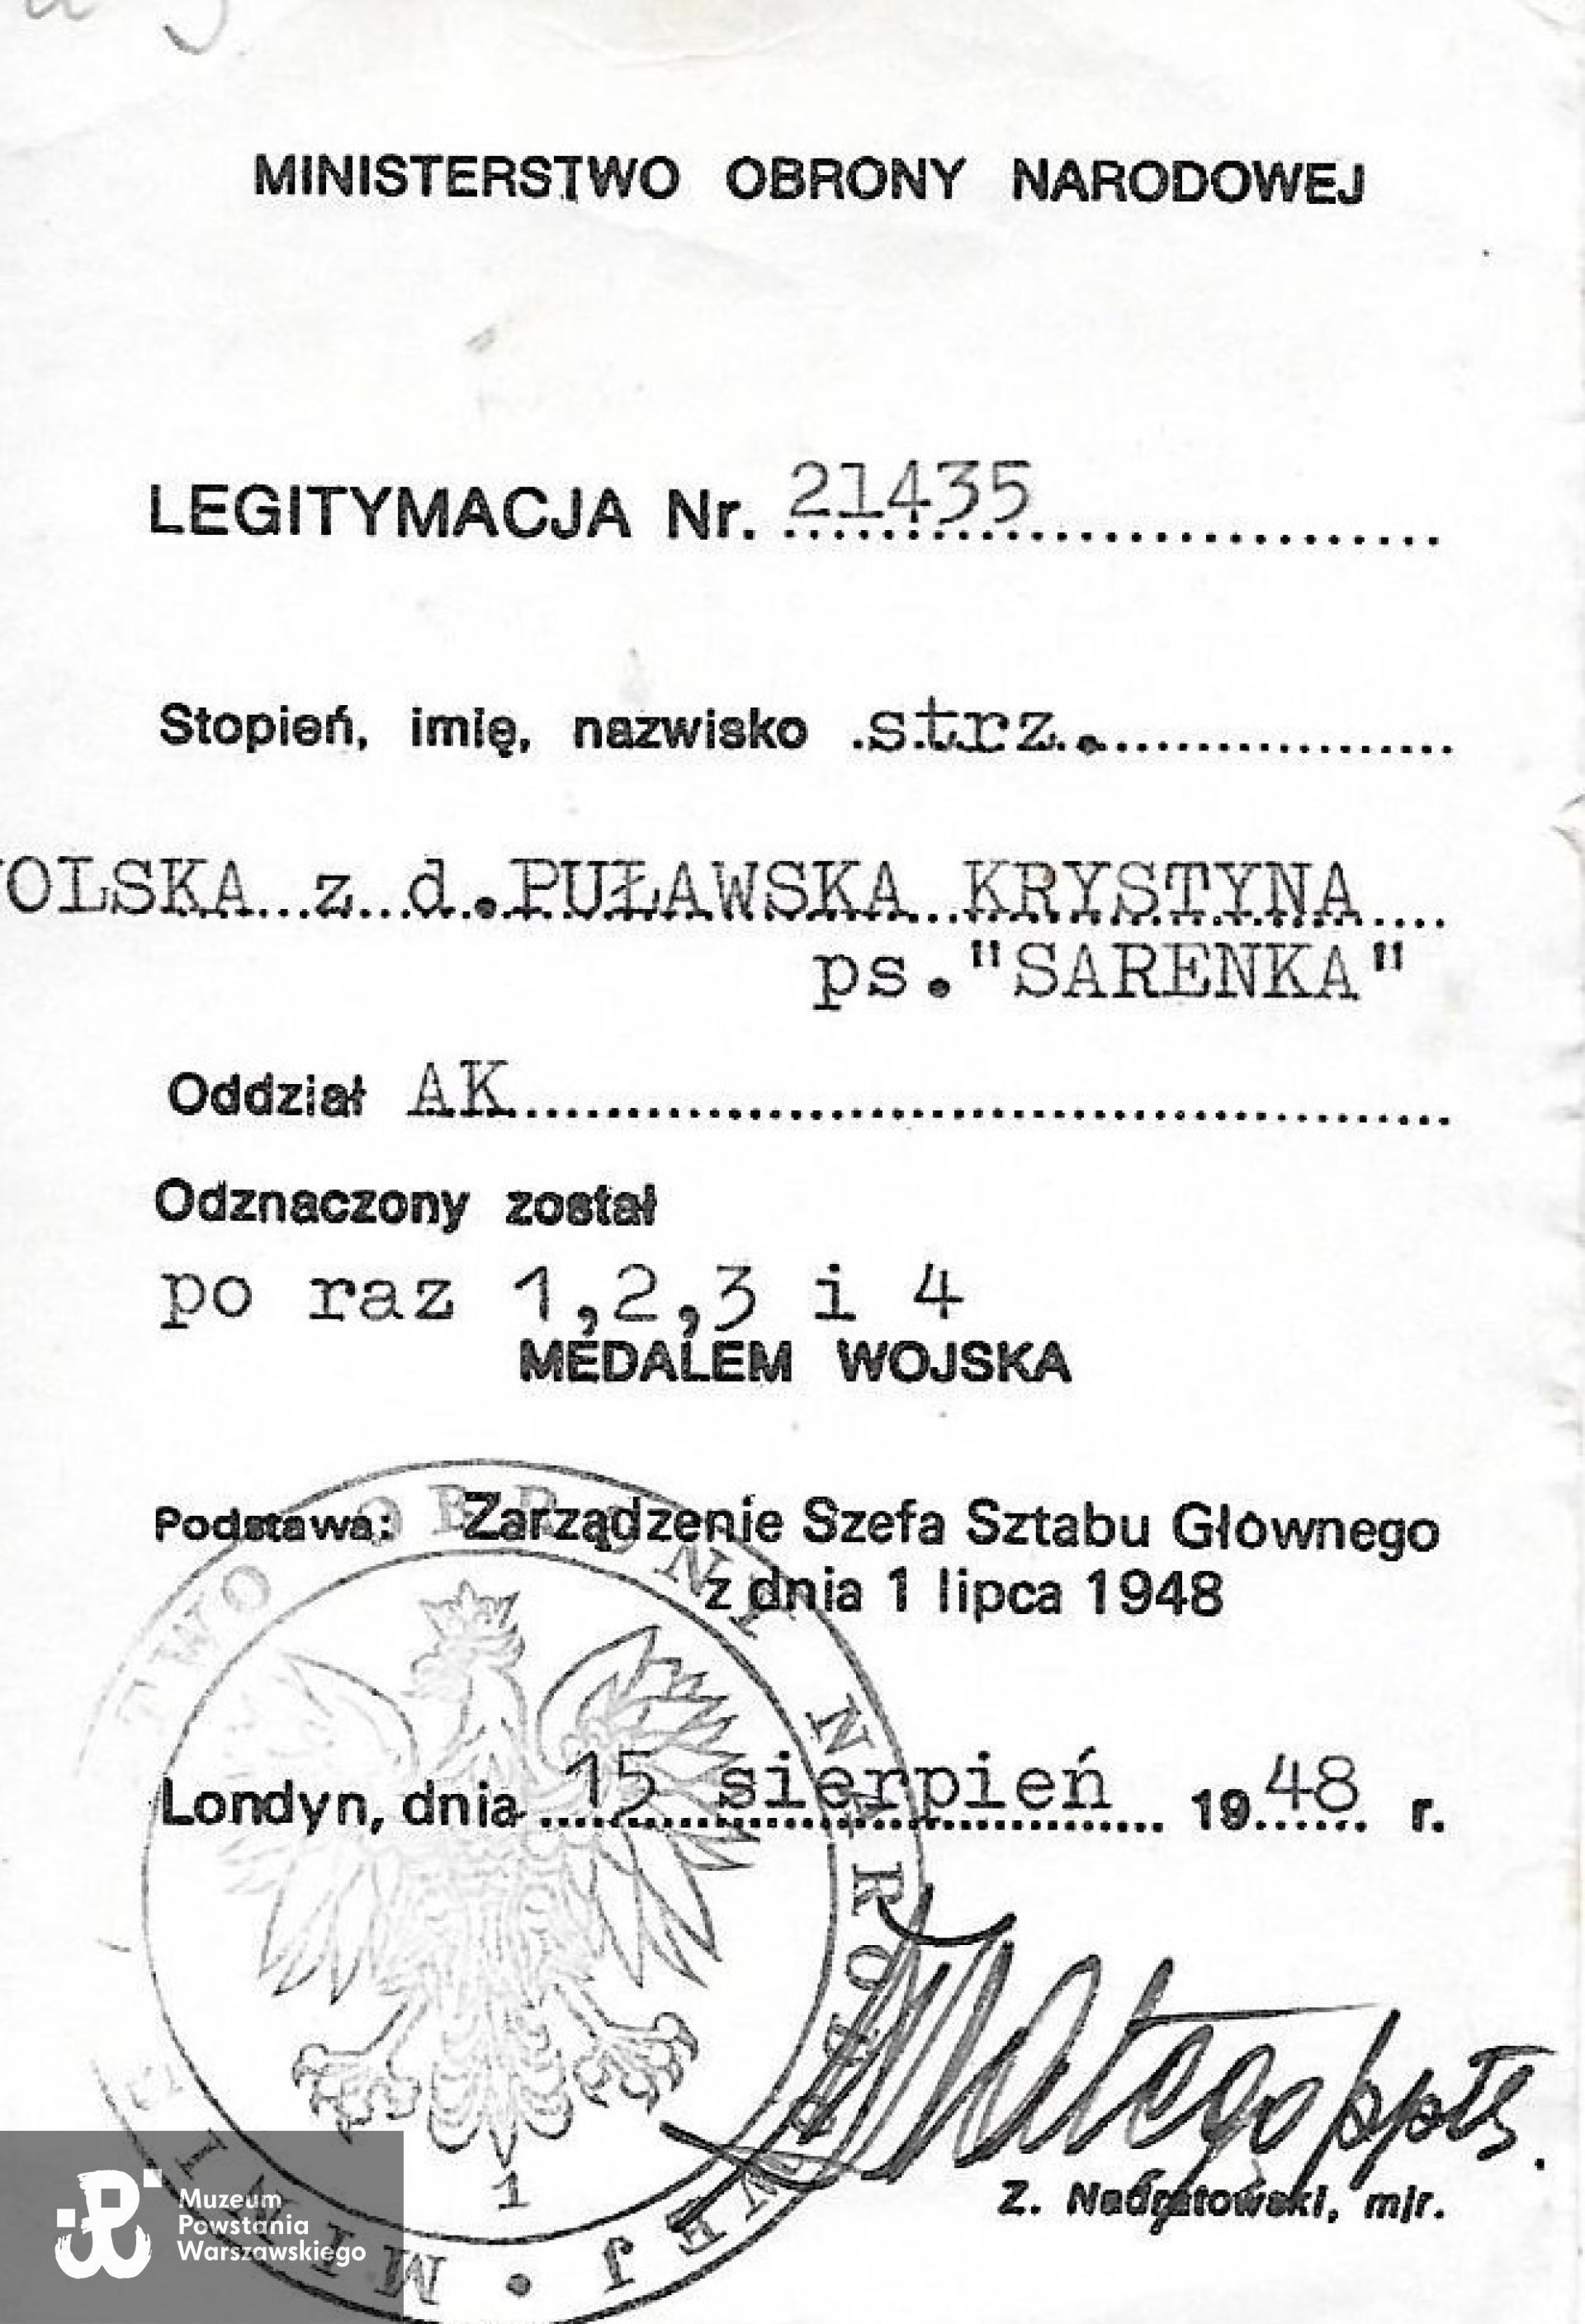 MINISTERSTWO OBRONY NARODOWEJ
LEGITYMACJA Nr. 21435
Stopień, imię, nazwisko strz.
OLSKA z d. PUŁAWSKA KRYSTYNA
ps."SARENKA"
Oddział AK
Odznaczony został
po raz 1,2,3 i 4
MEDALEM WOJSKA
Podstawa: Zarządzenie Szefa Sztabu Głównego
z dnia 1 lipca 1948
Londyn, dnia 15 sierpień 1948 r.
Z. Nadratowski, mjr.
1
Muzeum
Powstania
Warszawskiego